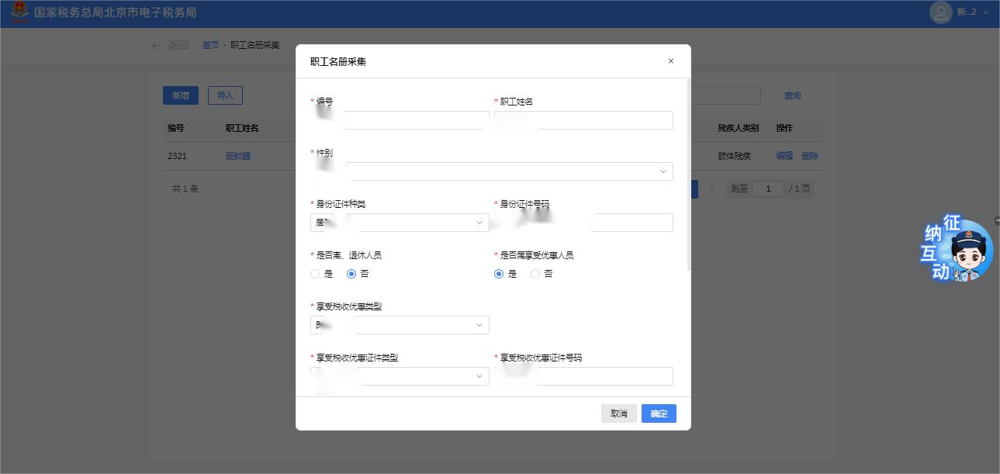 国家税务总局北京市电子税务局
新...2
返回 首页 › 职工名册采集
职工名册采集
新增 导入 查询
* 编号 * 职工姓名
编号 职工姓名 残疾人类别 操作
* 性别
2321 驱蚊器 肢体残疾 编辑 删除
共 1 条 跳至 1 / 1 页
* 身份证件种类 * 身份证件号码
居
* 是否离、退休人员 * 是否属享受优惠人员
是 否 是 否
* 享受税收优惠类型
* 享受税收优惠证件类型 * 享受税收优惠证件号码
取消 确定
征纳互动